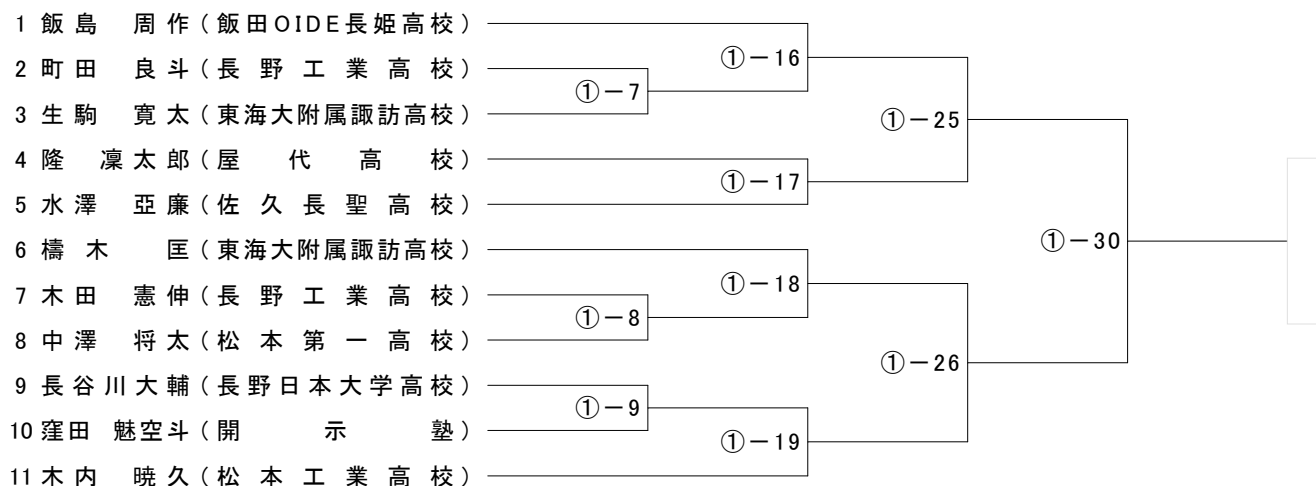 1 飯島 周作（飯田OIDE長姫高校）
2 町田 良斗（長野工業高校）
3 生駒 寛太（東海大附属諏訪高校）
4 隆 凜太郎（屋代高校）
5 水澤 亞廉（佐久長聖高校）
6 檮木 匡（東海大附属諏訪高校）
7 木田 憲伸（長野工業高校）
8 中澤 将太（松本第一高校）
9 長谷川大輔（長野日本大学高校）
10 窪田 魅空斗（開示塾）
11 木内 暁久（松本工業高校）
①－7
①－8
①－9
①－16
①－17
①－18
①－19
①－25
①－26
①－30